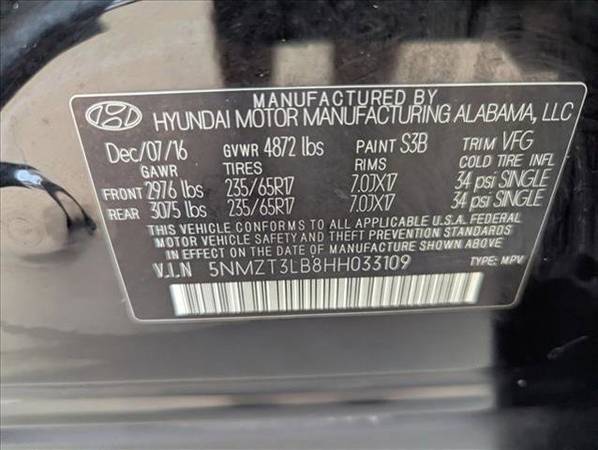 MANUFACTURED BY
HYUNDAI MOTOR MANUFACTURING ALABAMA, LLC
Dec/07/16 GVWR 4872 lbs PAINT S3B TRIM VFG
GAWR TIRES RIMS COLD TIRE INFL
FRONT 2976 lbs 235/65R17 7.0JX17 34 psi SINGLE
REAR 3075 lbs 235/65R17 7.0JX17 34 psi SINGLE
THIS VEHICLE CONFORMS TO ALL APPLICABLE U.S.A. FEDERAL
MOTOR VEHICLE SAFETY AND THEFT PREVENTION STANDARDS
IN EFFECT ON THE DATE OF MANUFACTURE SHOWN ABOVE.
V.I.N 5NMZT3LB8HH033109 TYPE: MPV